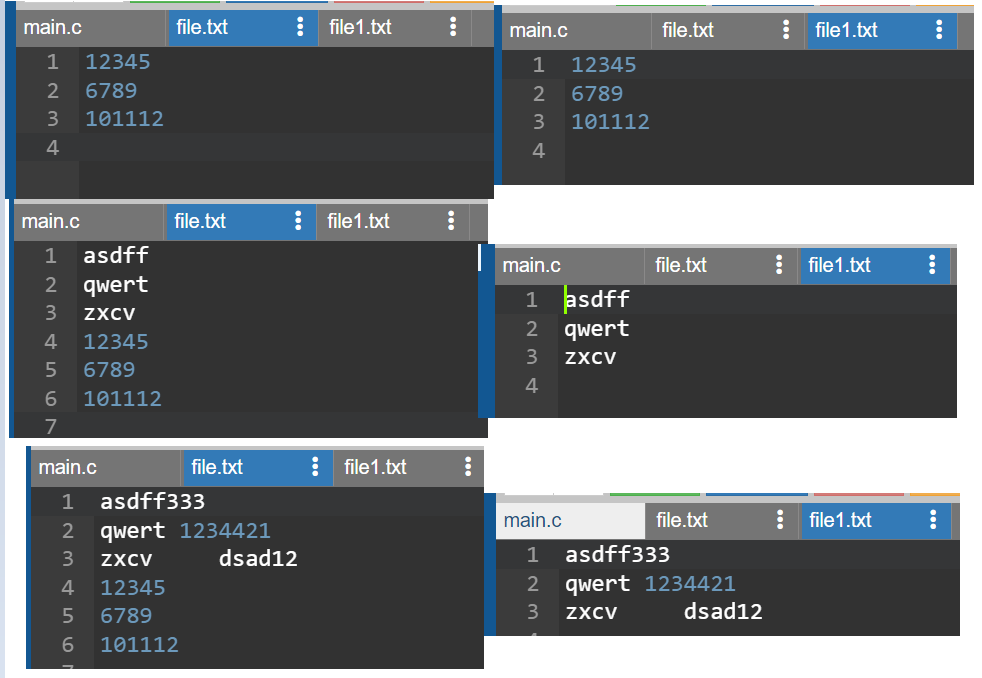 main.c file.txt file1.txt
1 12345
2 6789
3 101112
4
main.c file.txt file1.txt
1 12345
2 6789
3 101112
4
main.c file.txt file1.txt
1 asdff
2 qwert
3 zxcv
4 12345
5 6789
6 101112
7
main.c file.txt file1.txt
1 asdff
2 qwert
3 zxcv
4
main.c file.txt file1.txt
1 asdff333
2 qwert 1234421
3 zxcv dsad12
4 12345
5 6789
6 101112
main.c file.txt file1.txt
1 asdff333
2 qwert 1234421
3 zxcv dsad12